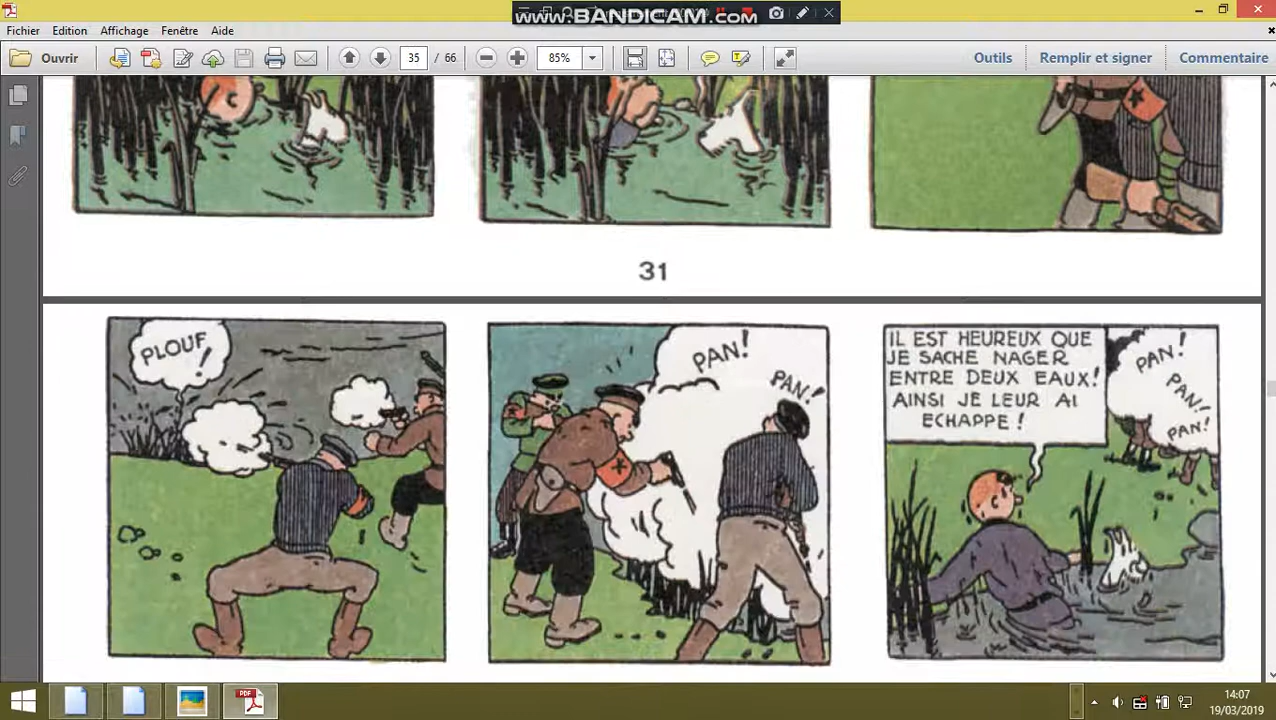 www.BANDICAM.com
Fichier Edition Affichage Fenêtre Aide
Ouvrir
35 / 66
85%
Outils
Remplir et signer
Commentaire
31
PLOUF !
PAN!
PAN!
IL EST HEUREUX QUE
JE SACHE NAGER
ENTRE DEUX EAUX!
AINSI JE LEUR AI
ECHAPPE !
PAN!
PAN!
PAN!
PDF
14:07
19/03/2019